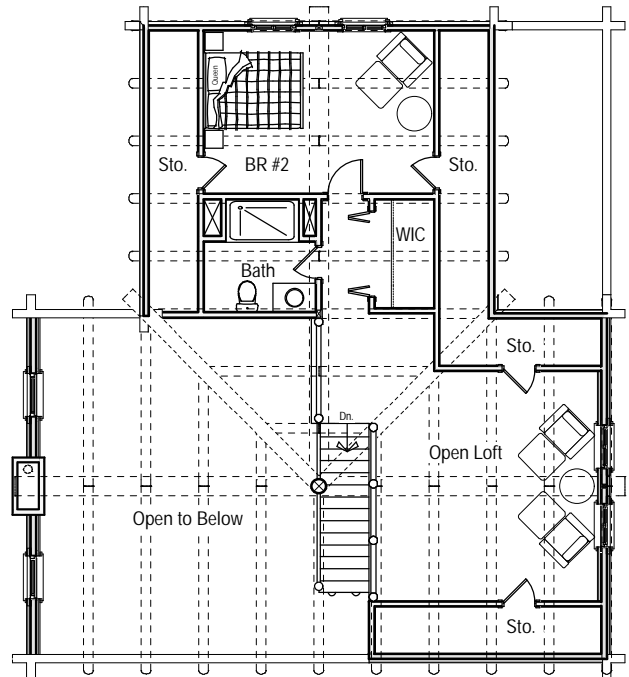 Queen
Sto.
BR #2
Sto.
WIC
Bath
Sto.
Dn.
Open Loft
Open to Below
Sto.